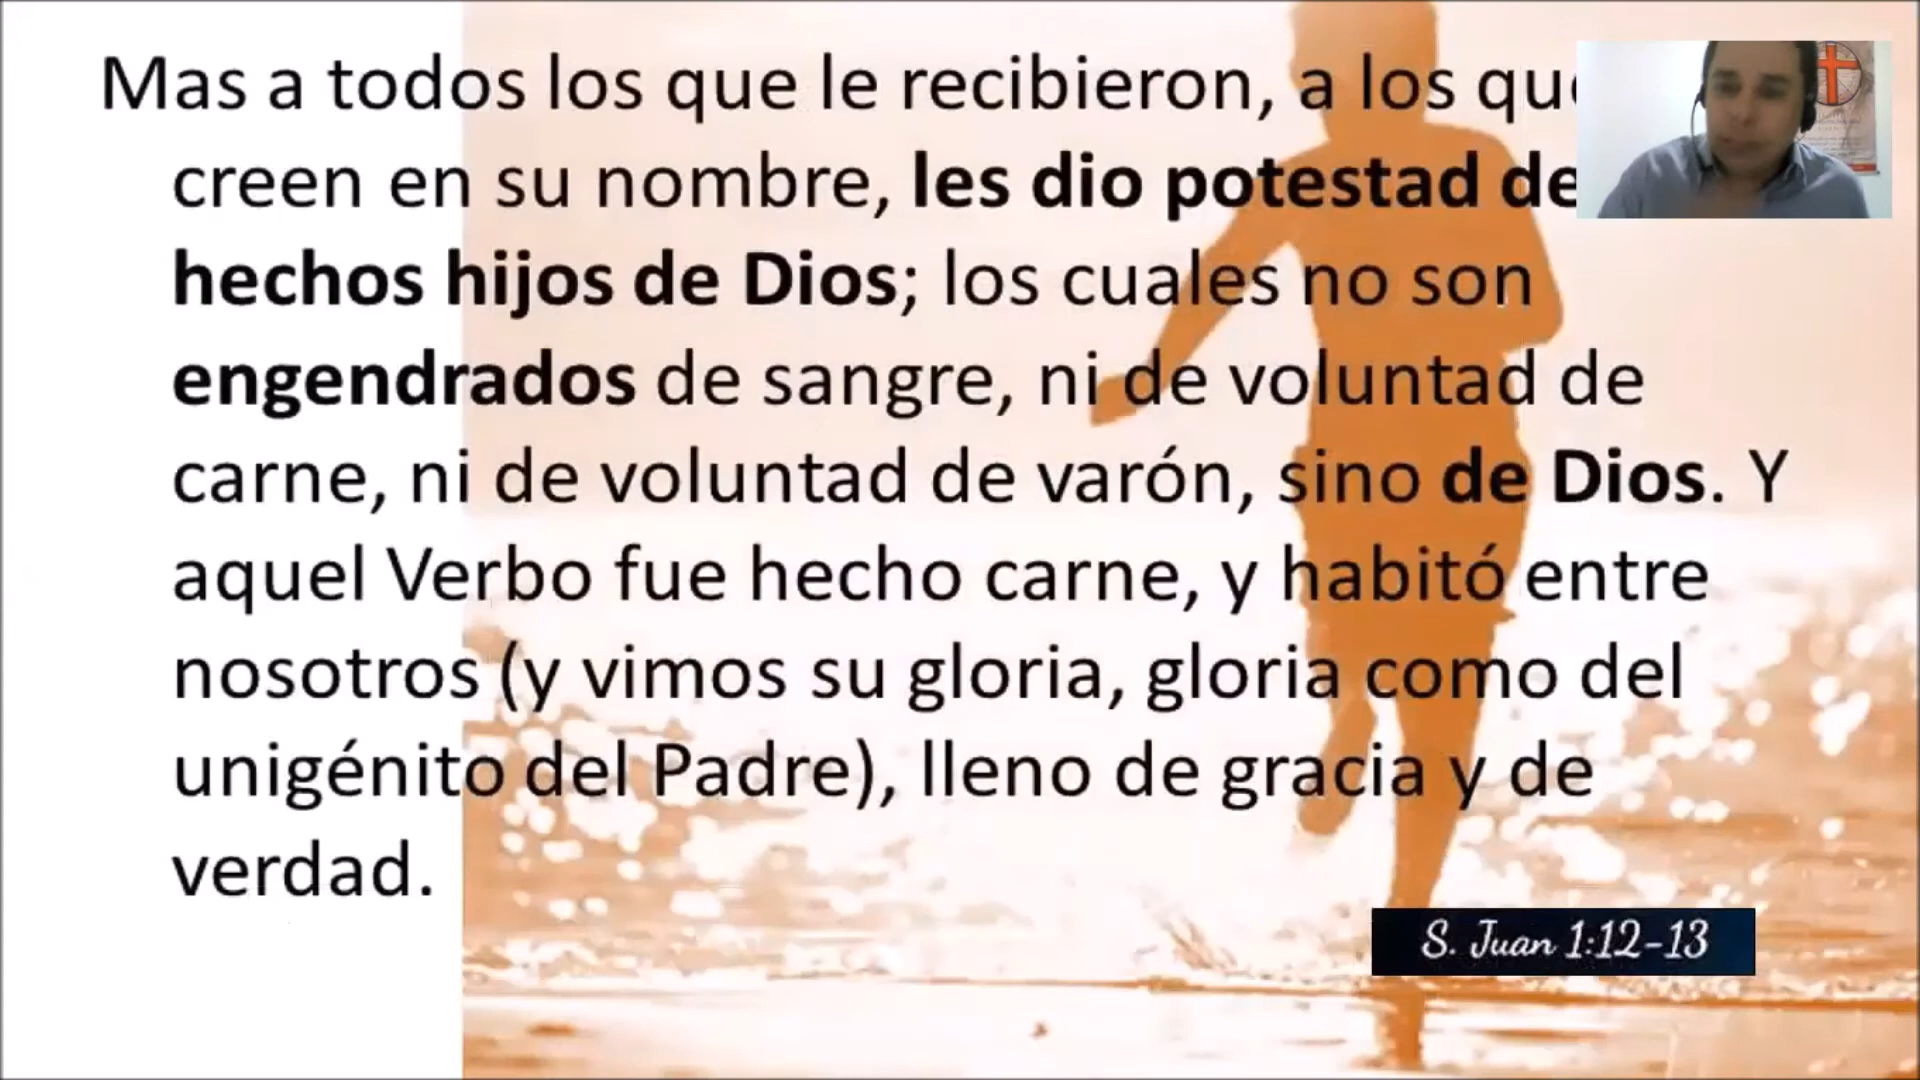 Mas a todos los que le recibieron, a los que
creen en su nombre, les dio potestad de
hechos hijos de Dios; los cuales no son
engendrados de sangre, ni de voluntad de
carne, ni de voluntad de varón, sino de Dios. Y
aquel Verbo fue hecho carne, y habitó entre
nosotros (y vimos su gloria, gloria como del
unigénito del Padre), lleno de gracia y de
verdad.
S. Juan 1:12-13